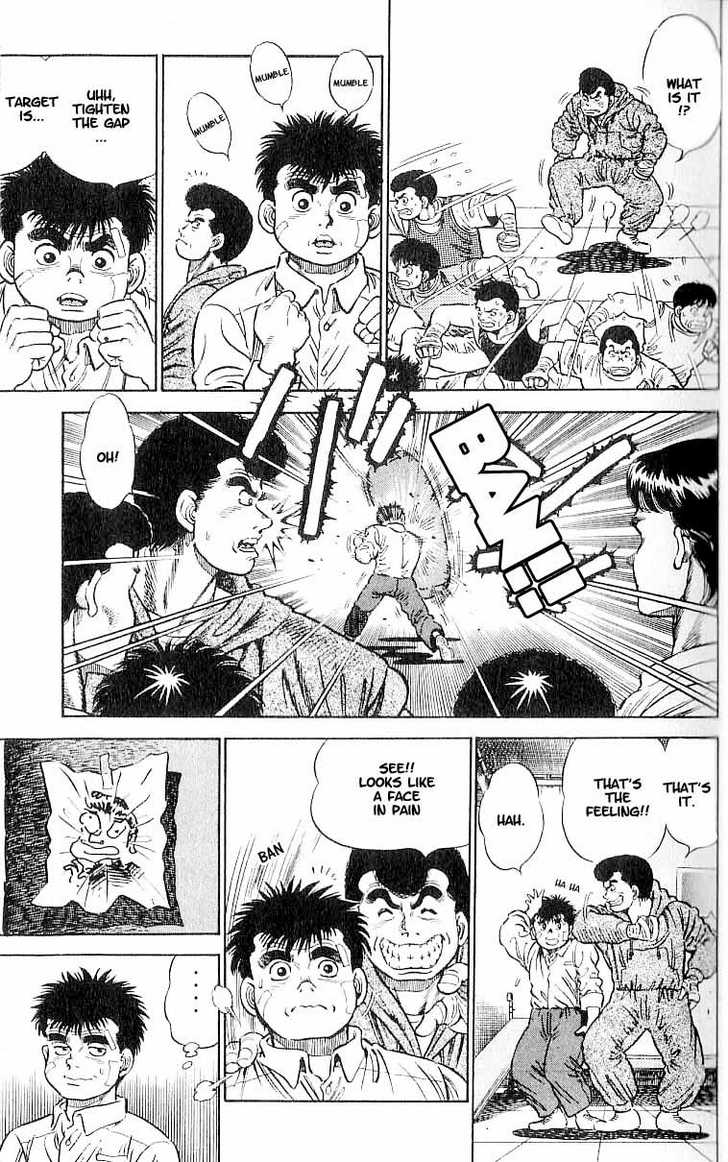 WHAT
IS IT
!?
MUMBLE
MUMBLE
MUMBLE
UHH,
TIGHTEN
THE GAP
...
TARGET
IS...
BAM!!
OH!
THAT'S
IT.
THAT'S
THE
FEELING!!
HAH.
HA HA
SEE!!
LOOKS LIKE
A FACE
IN PAIN
BAN
....